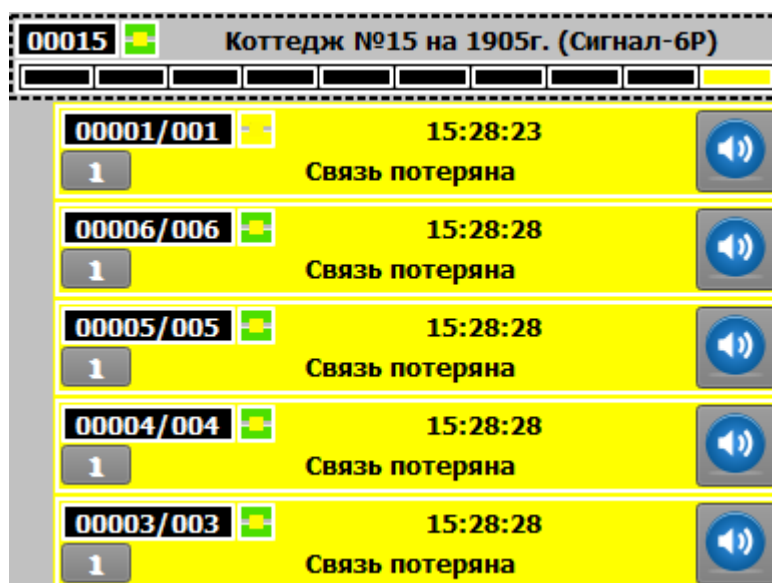 00015 Коттедж №15 на 1905г. (Сигнал-6Р)
00001/001 15:28:23
1 Связь потеряна
00006/006 15:28:28
1 Связь потеряна
00005/005 15:28:28
1 Связь потеряна
00004/004 15:28:28
1 Связь потеряна
00003/003 15:28:28
1 Связь потеряна